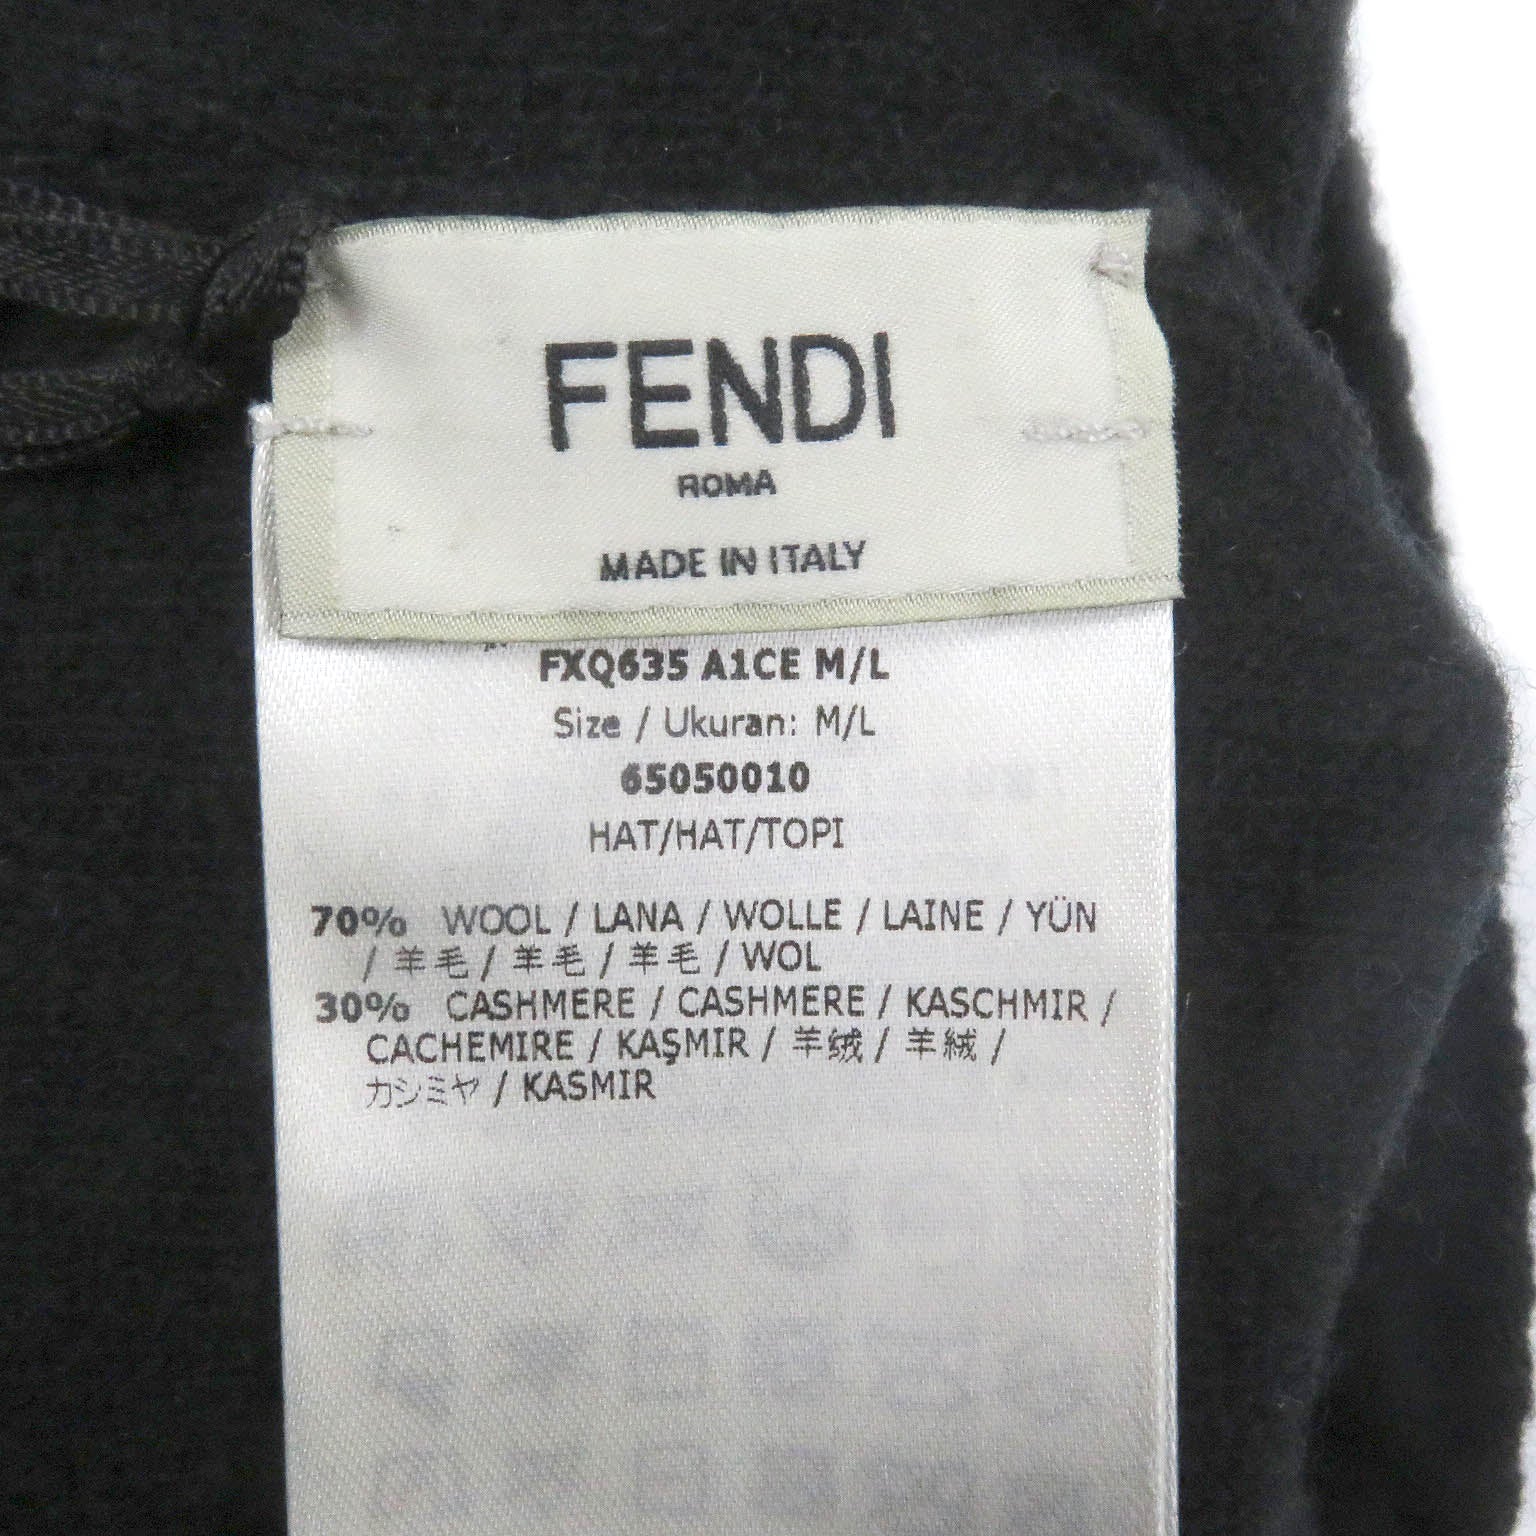 FENDI
ROMA
MADE IN ITALY
FXQ635 A1CE M/L
Size / Ukuran: M/L
65050010
HAT/HAT/TOPI
70% WOOL / LANA / WOLLE / LAINE / YÜN
/ 羊毛 / 羊毛 / 羊毛 / WOL
30% CASHMERE / CASHMERE / KASCHMIR /
CACHEMIRE / KAŞMIR / 羊绒 / 羊絨 /
カシミヤ / KASMIR